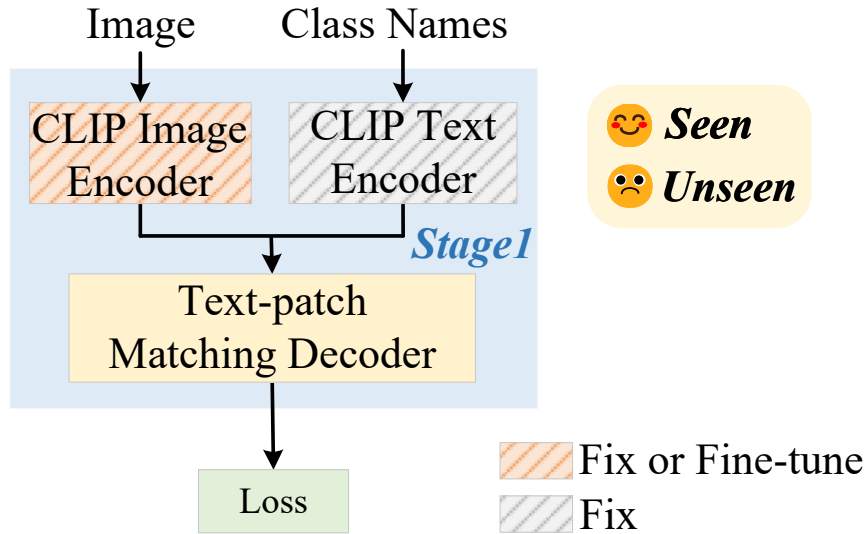 Image
Class Names
CLIP Image
Encoder
CLIP Text
Encoder
Seen
Unseen
Stage1
Text-patch
Matching Decoder
Fix or Fine-tune
Loss
Fix